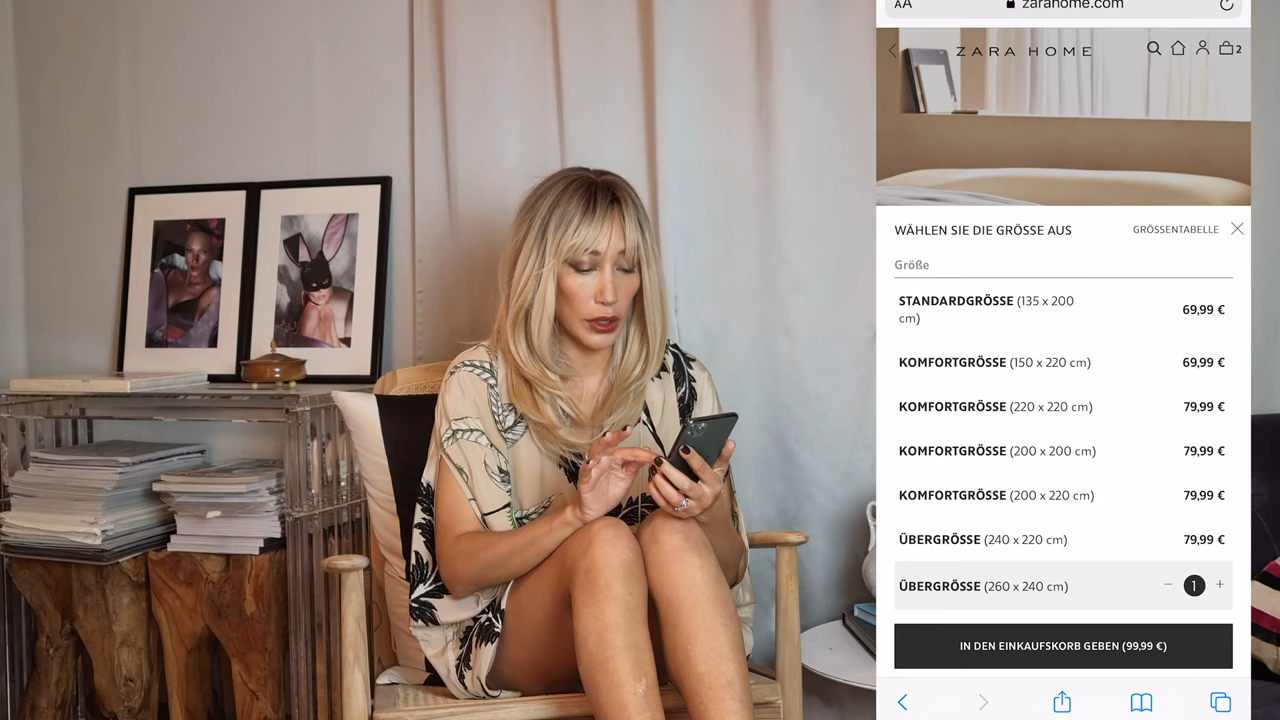 AA zarahome.com
ZARA HOME 2
WÄHLEN SIE DIE GRÖSSE AUS GRÖSSENTABELLE
Größe
STANDARDGRÖSSE (135 x 200
cm) 69,99 €
KOMFORTGRÖSSE (150 x 220 cm) 69,99 €
KOMFORTGRÖSSE (220 x 220 cm) 79,99 €
KOMFORTGRÖSSE (200 x 200 cm) 79,99 €
KOMFORTGRÖSSE (200 x 220 cm) 79,99 €
ÜBERGRÖSSE (240 x 220 cm) 79,99 €
ÜBERGRÖSSE (260 x 240 cm) − 1 +
IN DEN EINKAUFSKORB GEBEN (99,99 €)